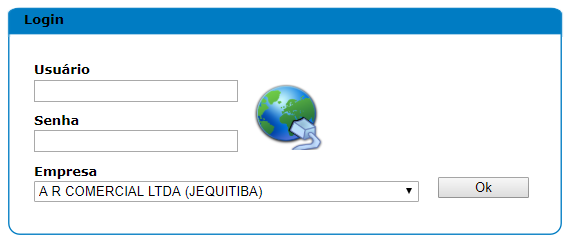 Login
Usuário
Senha
Empresa
A R COMERCIAL LTDA (JEQUITIBA)
Ok